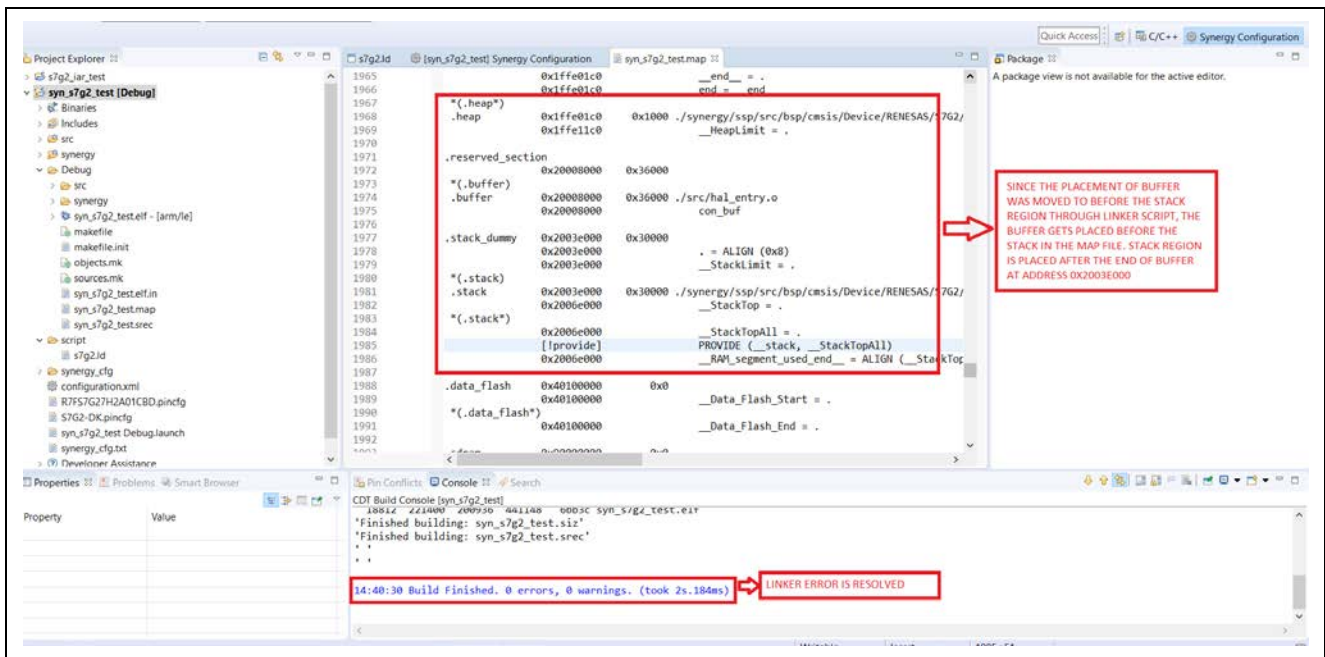 Quick Access
C/C++
Synergy Configuration
Project Explorer
s7g2_iar_test
syn_s7g2_test [Debug]
Binaries
Includes
src
synergy
Debug
src
synergy
syn_s7g2_test.elf - [arm/le]
makefile
makefile.init
objects.mk
sources.mk
syn_s7g2_test.elf.in
syn_s7g2_test.map
syn_s7g2_test.srec
script
s7g2.ld
synergy_cfg
configuration.xml
R7FS7G27H2A01CBD.pincfg
S7G2-DK.pincfg
syn_s7g2_test Debug.launch
synergy_cfg.txt
Developer Assistance
s7g2.ld
[syn_s7g2_test] Synergy Configuration
syn_s7g2_test.map
1965 0x1ffe01c0 __end__ = .
1966 0x1ffe01c0 end = __end__
1967 *(.heap*)
1968 .heap 0x1ffe01c0 0x1000 ./synergy/ssp/src/bsp/cmsis/Device/RENESAS/S7G2/
1969 0x1ffe11c0 __HeapLimit = .
1970
1971 .reserved_section
1972 0x20008000 0x36000
1973 *(.buffer)
1974 .buffer 0x20008000 0x36000 ./src/hal_entry.o
1975 0x20008000 con_buf
1976
1977 .stack_dummy 0x2003e000 0x30000
1978 0x2003e000 . = ALIGN (0x8)
1979 0x2003e000 __StackLimit = .
1980 *(.stack)
1981 .stack 0x2003e000 0x30000 ./synergy/ssp/src/bsp/cmsis/Device/RENESAS/S7G2/
1982 0x2006e000 __StackTop = .
1983 *(.stack*)
1984 0x2006e000 __StackTopAll = .
1985 [!provide] PROVIDE (__stack, __StackTopAll)
1986 0x2006e000 __RAM_segment_used_end__ = ALIGN (__StackTop
1987
1988 .data_flash 0x40100000 0x0
1989 0x40100000 __Data_Flash_Start = .
1990 *(.data_flash*)
1991 0x40100000 __Data_Flash_End = .
1992
Package
A package view is not available for the active editor.
SINCE THE PLACEMENT OF BUFFER
WAS MOVED TO BEFORE THE STACK
REGION THROUGH LINKER SCRIPT, THE
BUFFER GETS PLACED BEFORE THE
STACK IN THE MAP FILE. STACK REGION
IS PLACED AFTER THE END OF BUFFER
AT ADDRESS 0X2003E000
Properties
Problems
Smart Browser
Property Value
Pin Conflicts
Console
Search
CDT Build Console [syn_s7g2_test]
18812 221400 200936 441148 6bb3c syn_s7g2_test.elf
'Finished building: syn_s7g2_test.siz'
'Finished building: syn_s7g2_test.srec'
' '
' '
14:40:30 Build Finished. 0 errors, 0 warnings. (took 2s.184ms)
LINKER ERROR IS RESOLVED